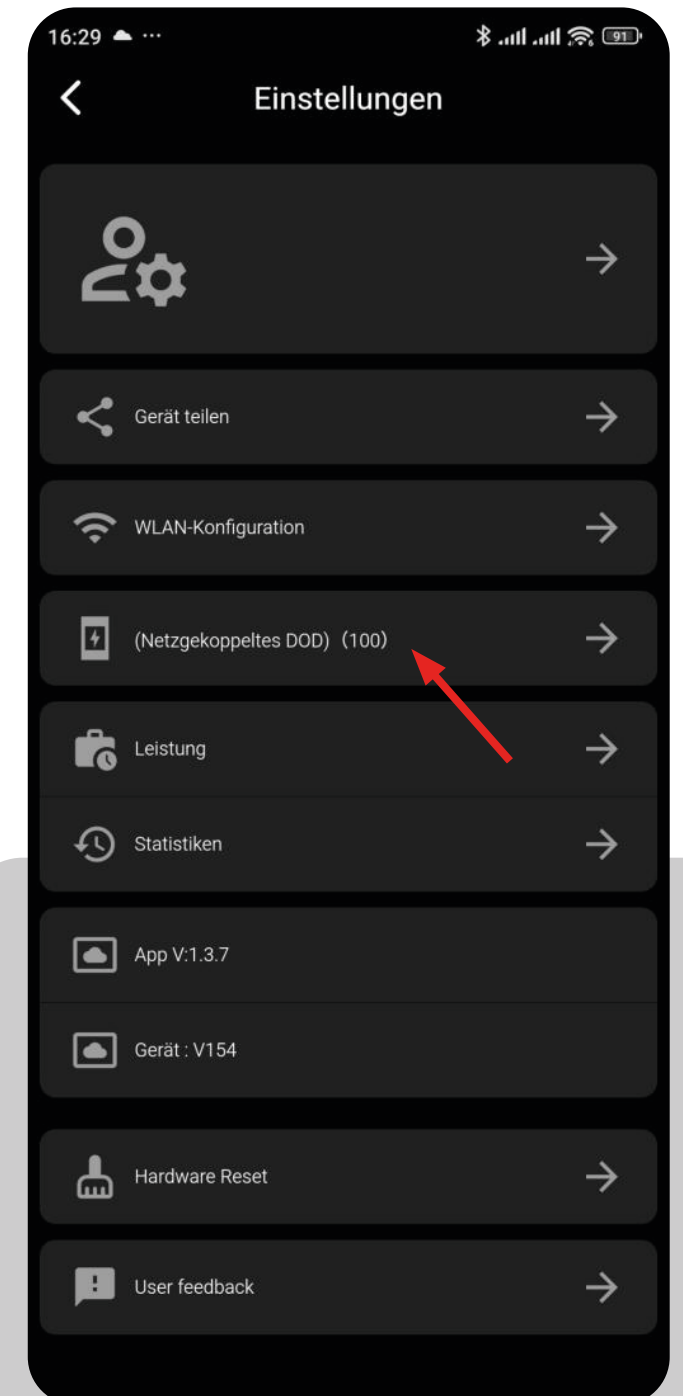 16:29 ... 91
Einstellungen
Gerät teilen
WLAN-Konfiguration
(Netzgekoppeltes DOD)（100）
Leistung
Statistiken
App V:1.3.7
Gerät : V154
Hardware Reset
User feedback